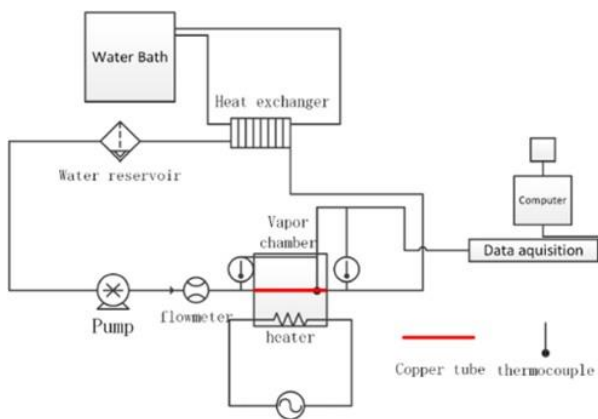 Water Bath
Heat exchanger
Water reservoir
Computer
Vapor
chamber
Data aquisition
Pump
flowmeter
heater
Copper tube
thermocouple